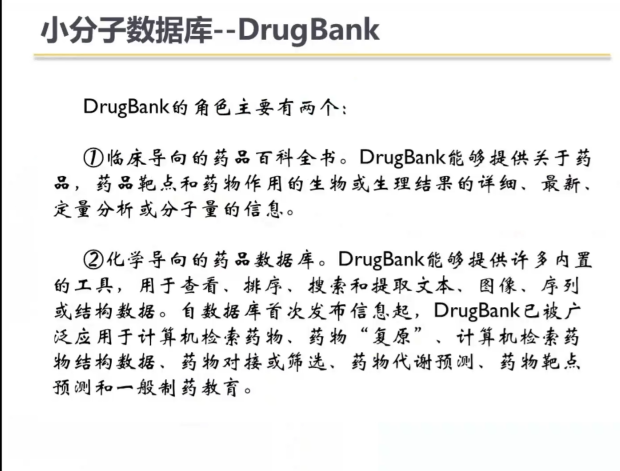 小分子数据库--DrugBank
DrugBank的角色主要有两个：
①临床导向的药品百科全书。DrugBank能够提供关于药
品，药品靶点和药物作用的生物或生理结果的详细、最新、
定量分析或分子量的信息。
②化学导向的药品数据库。DrugBank能够提供许多内置
的工具，用于查看、排序、搜索和提取文本、图像、序列
或结构数据。自数据库首次发布信息起，DrugBank已被广
泛应用于计算机检索药物、药物“复原”、计算机检索药
物结构数据、药物对接或筛选、药物代谢预测、药物靶点
预测和一般制药教育。